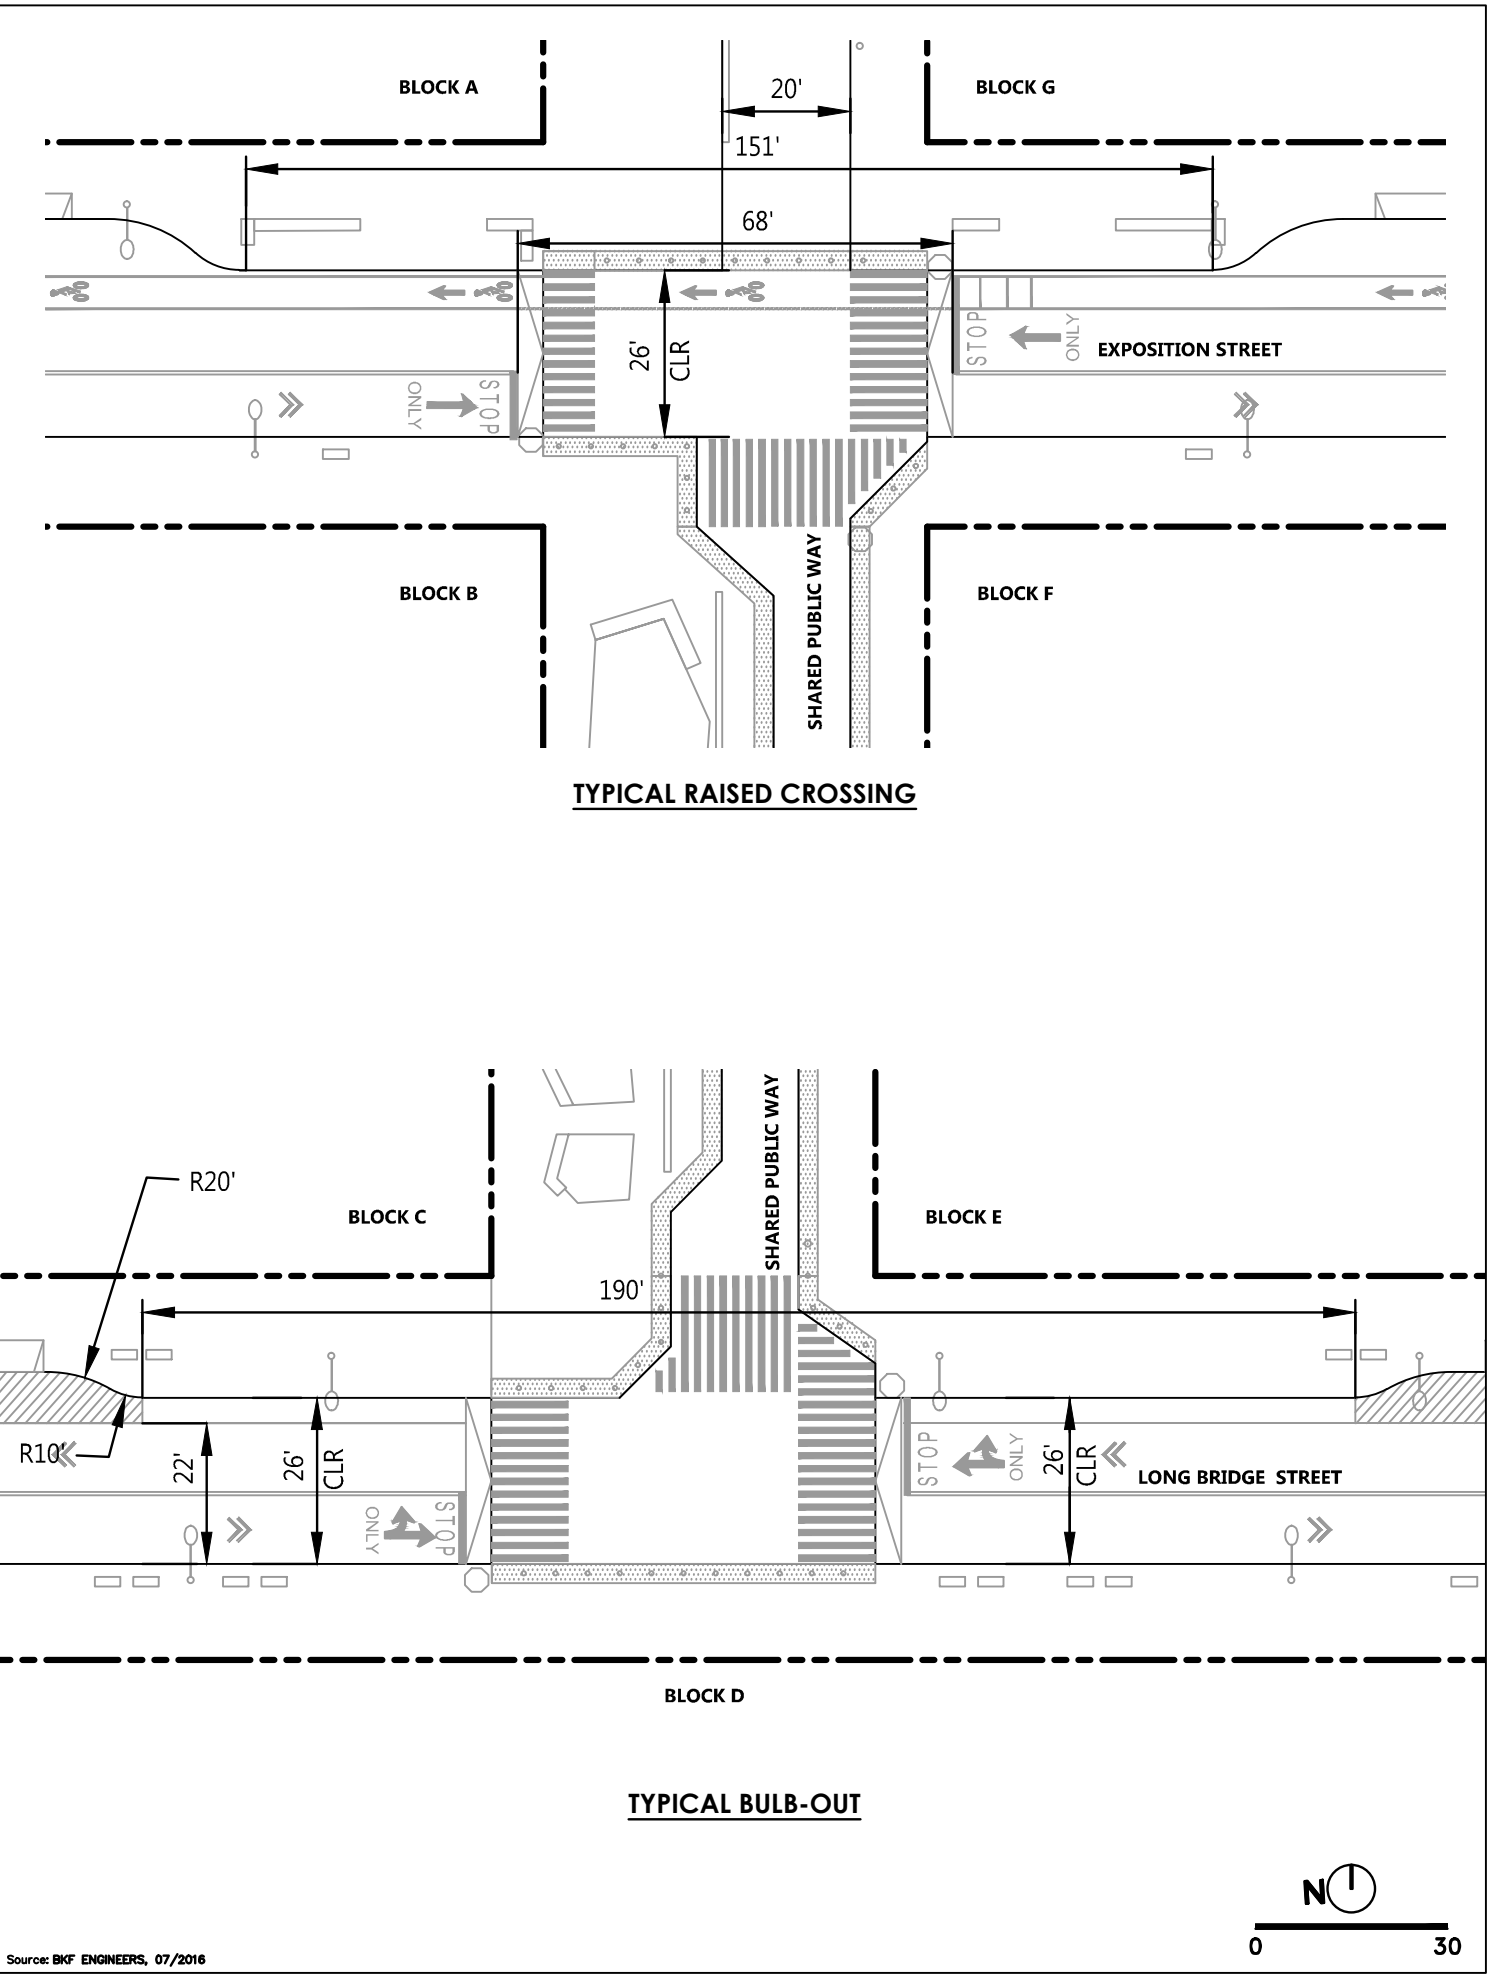 BLOCK A
BLOCK G
20'
151'
68'
STOP
ONLY
EXPOSITION STREET
26'
CLR
ONLY
STOP
BLOCK B
BLOCK F
SHARED PUBLIC WAY
TYPICAL RAISED CROSSING
SHARED PUBLIC WAY
R20'
BLOCK C
BLOCK E
190'
R10'
22'
26'
CLR
STOP
ONLY
26'
CLR
LONG BRIDGE STREET
ONLY
STOP
BLOCK D
TYPICAL BULB-OUT
N
0
30
Source: BKF ENGINEERS, 07/2016